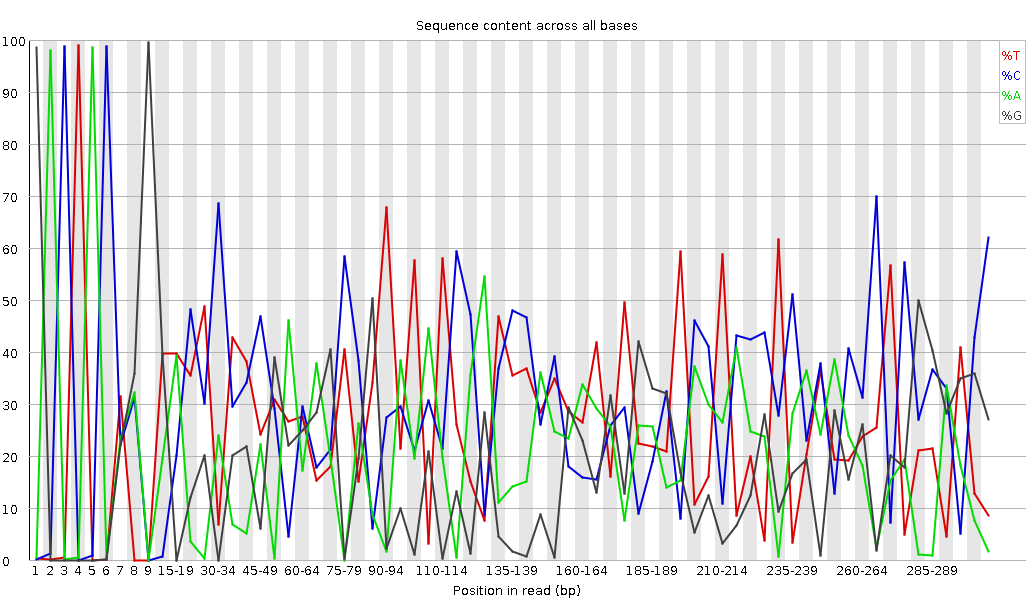 Sequence content across all bases
100
90
80
70
60
50
40
30
20
10
0
%T
%C
%A
%G
1 2 3 4 5 6 7 8 9 15-19 30-34 45-49 60-64 75-79 90-94 110-114 135-139 160-164 185-189 210-214 235-239 260-264 285-289
Position in read (bp)